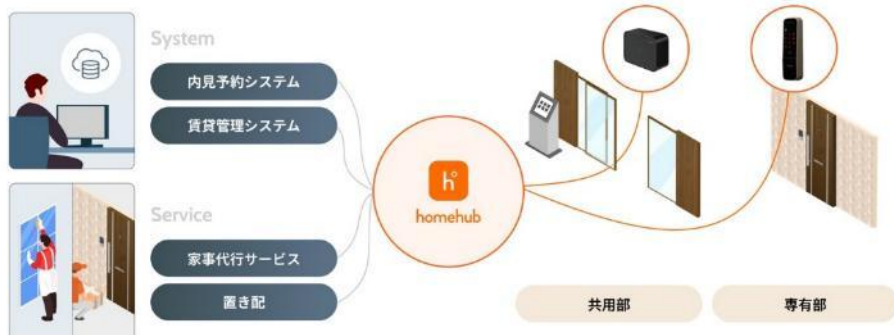 System
内見予約システム
賃貸管理システム
h
homehub
Service
家事代行サービス
置き配
共用部
専有部